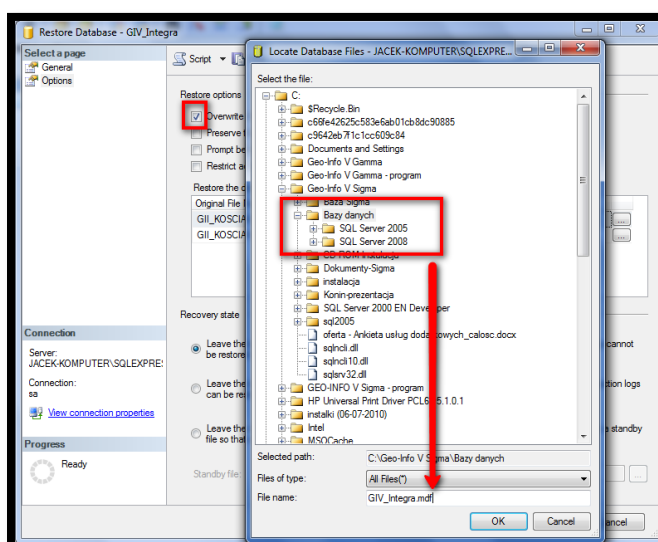 Restore Database - GIV_Integra
Select a page
General
Options
Script
Restore options
Overwrite
Preserve
Prompt be
Restrict a
Restore the
Original File
GII_KOSCIA
GII_KOSCIA
Recovery state
Leave the
be restore
cannot
Leave the
can be
ction logs
Leave the
file so that
s standby
Standby file:
Connection
Server:
JACEK-KOMPUTER\SQLEXPRE
Connection:
sa
View connection properties
Progress
Ready
Locate Database Files - JACEK-KOMPUTER\SQLEXPRE...
Select the file:
C:
$Recycle.Bin
c66fe42625c583e6ab01cb8dc90885
c9642eb7f1c1cc609c84
Documents and Settings
Geo-Info V Gamma
Geo-Info V Gamma - program
Geo-Info V Sigma
Baza Sigma
Bazy danych
SQL Server 2005
SQL Server 2008
CD-ROM Instalacja
Dokumenty-Sigma
instalacja
Konin-prezentacja
SQL Server 2000 EN Developer
sql2005
oferta - Ankieta usług dodatkowych_calosc.docx
sqlncli.dll
sqlncli10.dll
sqlsrv32.dll
GEO-INFO V Sigma - program
HP Universal Print Driver PCL6 5.1.0.1
instalki (06-07-2010)
Intel
MSOCache
Selected path:
C:\Geo-Info V Sigma\Bazy danych
Files of type:
All Files(*)
File name:
GIV_Integra.mdf
OK
Cancel
ancel